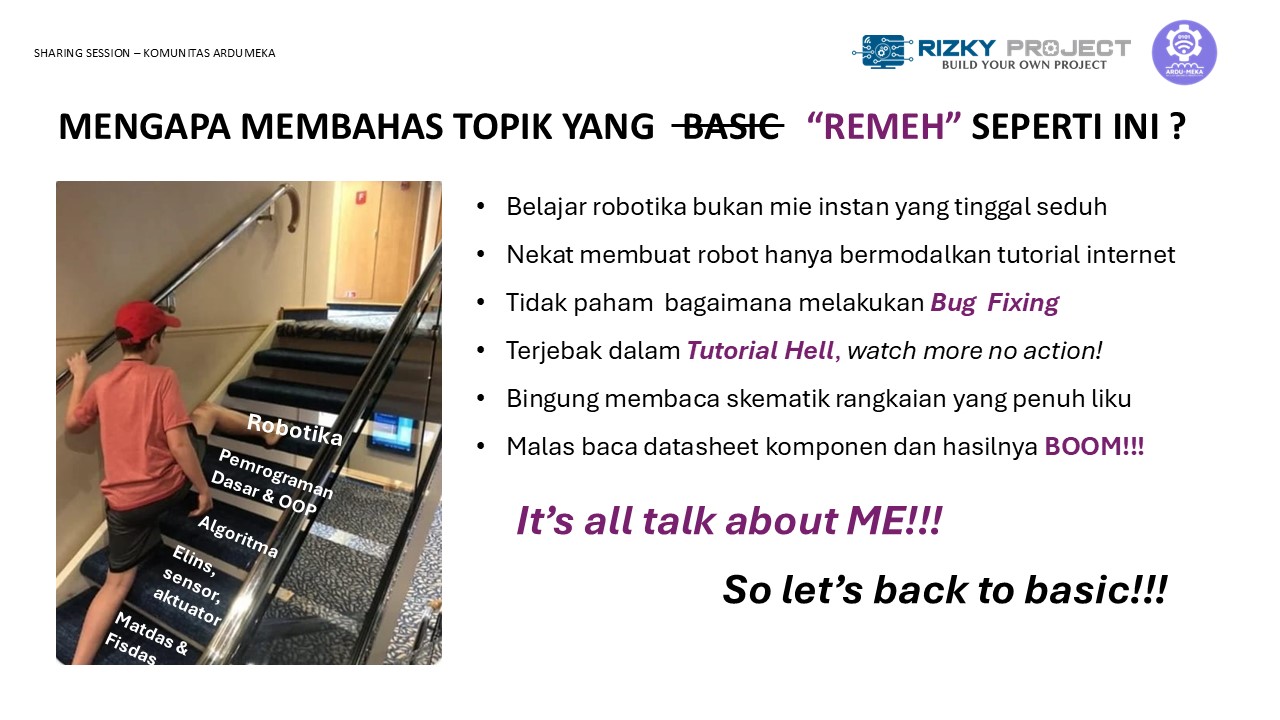 SHARING SESSION – KOMUNITAS ARDUMEKA
RIZKY PROJECT
BUILD YOUR OWN PROJECT
0101
ARDU-MEKA
MENGAPA MEMBAHAS TOPIK YANG BASIC “REMEH” SEPERTI INI ?
• Belajar robotika bukan mie instan yang tinggal seduh
• Nekat membuat robot hanya bermodalkan tutorial internet
• Tidak paham bagaimana melakukan Bug Fixing
• Terjebak dalam Tutorial Hell, watch more no action!
• Bingung membaca skematik rangkaian yang penuh liku
• Malas baca datasheet komponen dan hasilnya BOOM!!!
Robotika
Pemrograman
Dasar & OOP
Algoritma
Elins,
sensor,
aktuator
Matdas &
Fisdas
It’s all talk about ME!!!
So let’s back to basic!!!